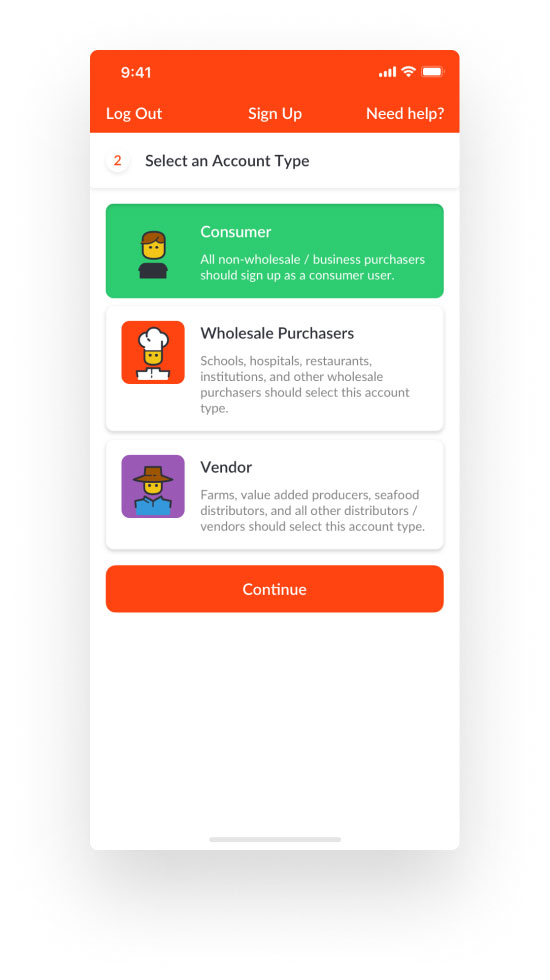 9:41
Log Out Sign Up Need help?
2 Select an Account Type
Consumer
All non-wholesale / business purchasers
should sign up as a consumer user.
Wholesale Purchasers
Schools, hospitals, restaurants,
institutions, and other wholesale
purchasers should select this account
type.
Vendor
Farms, value added producers, seafood
distributors, and all other distributors /
vendors should select this account type.
Continue